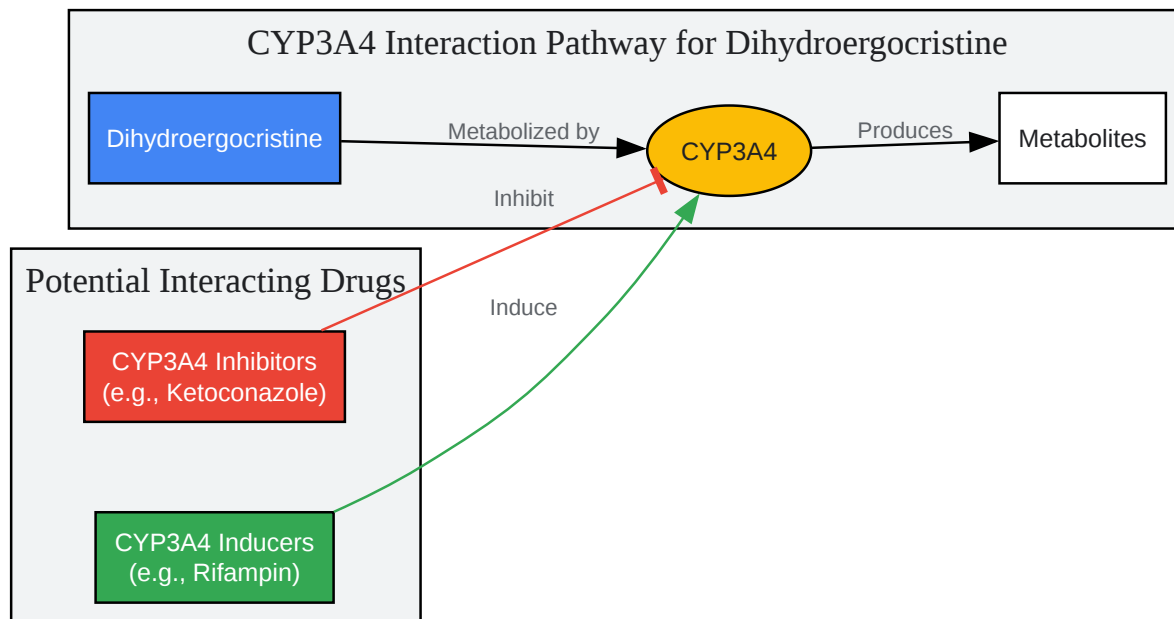 CYP3A4 Interaction Pathway for Dihydroergocristine
Dihydroergocristine
Metabolized by
CYP3A4
Produces
Metabolites
Inhibit
Potential Interacting Drugs
Induce
CYP3A4 Inhibitors
(e.g., Ketoconazole)
CYP3A4 Inducers
(e.g., Rifampin)